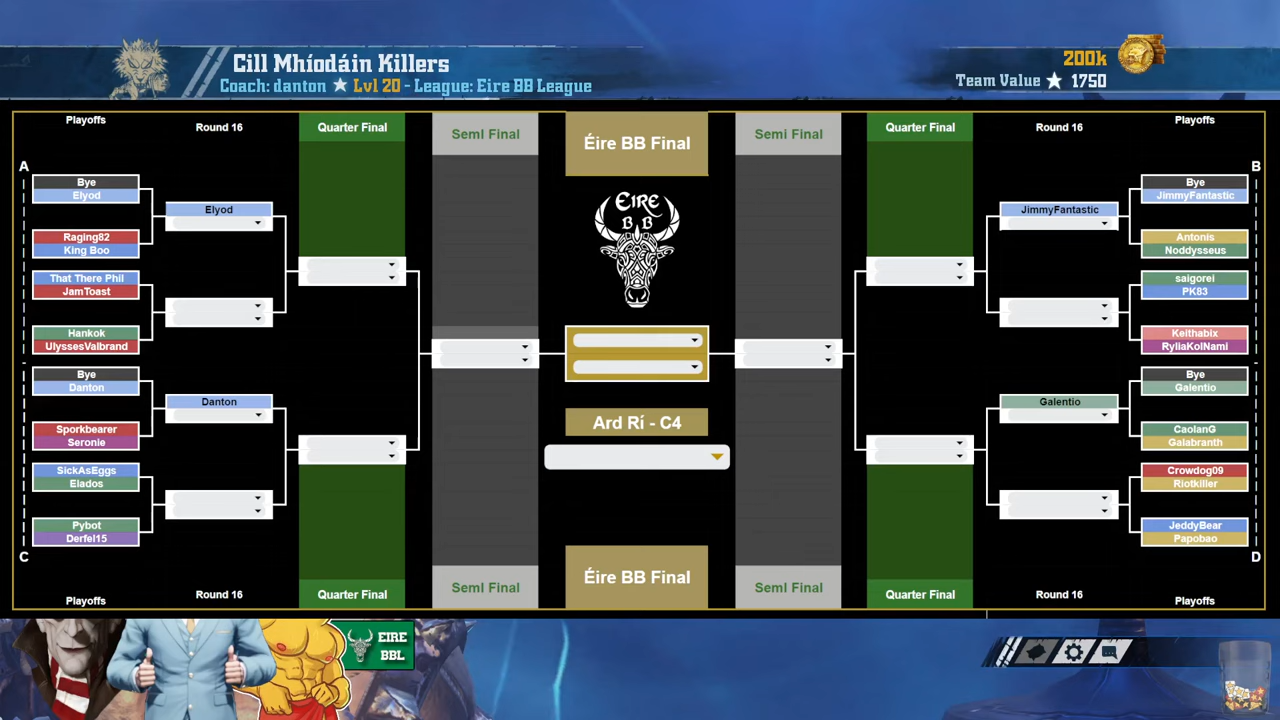 Cill Mhíodáin Killers
Coach: danton ★ Lvl 20 - League: Eire BB League
200k
Team Value ★ 1750
Playoffs
Round 16
Quarter Final
SemI Final
Éire BB Final
SemI Final
Quarter Final
Round 16
Playoffs
A
Bye
Elyod
Raging82
King Boo
That There Phil
JamToast
Hankok
UlyssesValbrand
Bye
Danton
Sporkbearer
Seronie
SickAsEggs
Elados
Pybot
Derfel15
C
Elyod
Danton
EIRE
B B
Ard Rí - C4
JimmyFantastic
Galentio
B
Bye
JimmyFantastic
Antonis
Noddysseus
saigorei
PK83
Keithabix
RyliaKolNami
Bye
Galentio
CaolanG
Galabranth
Crowdog09
Riotkiller
JeddyBear
Papobao
D
Playoffs
Round 16
Quarter Final
SemI Final
Éire BB Final
SemI Final
Quarter Final
Round 16
Playoffs
EIRE
BBL